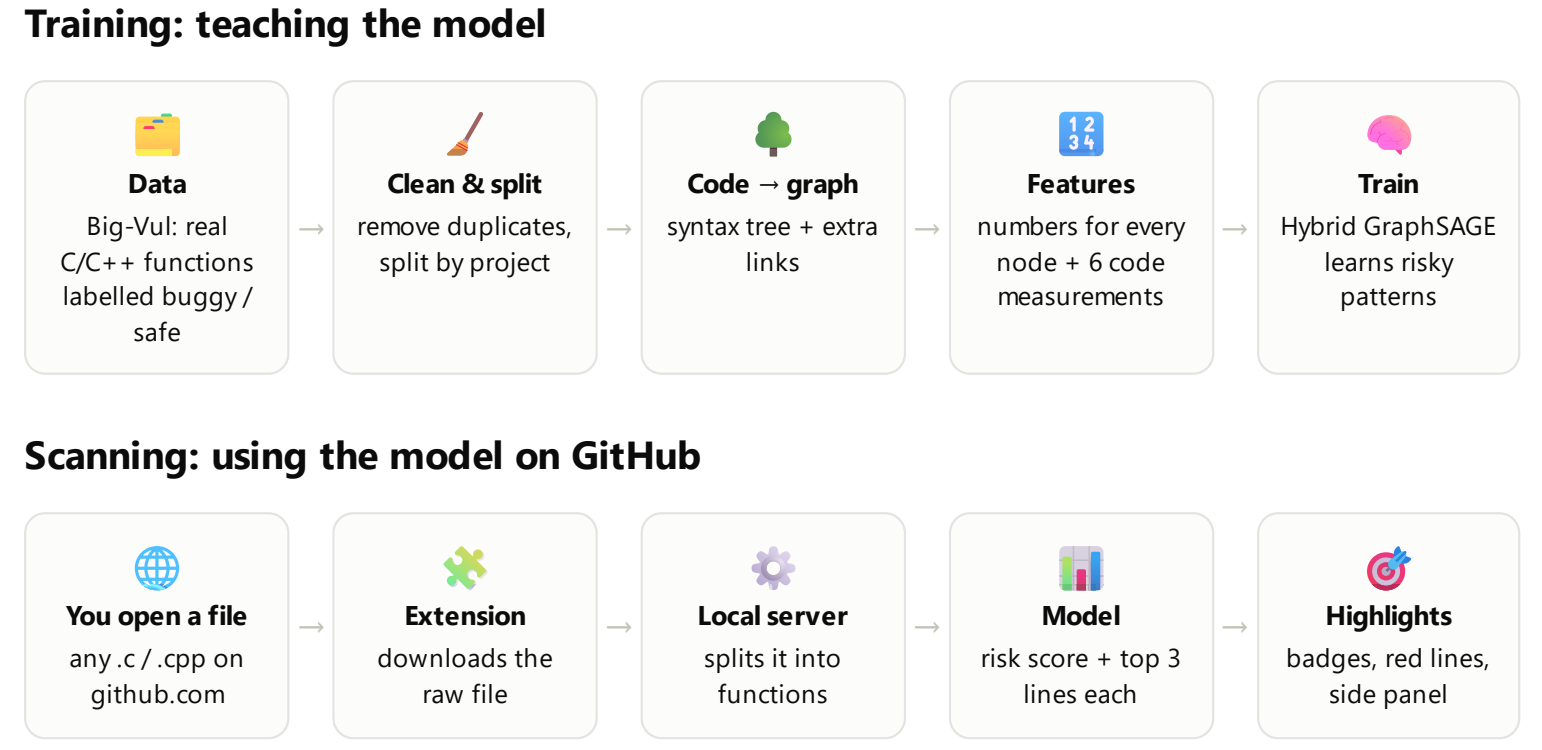 Training: teaching the model
Data
Big-Vul: real
C/C++ functions
labelled buggy /
safe
→
Clean & split
remove duplicates,
split by project
→
Code → graph
syntax tree + extra
links
→
1 2
3 4
Features
numbers for every
node + 6 code
measurements
→
Train
Hybrid GraphSAGE
learns risky
patterns
Scanning: using the model on GitHub
You open a file
any .c / .cpp on
github.com
→
Extension
downloads the
raw file
→
Local server
splits it into
functions
→
Model
risk score + top 3
lines each
→
Highlights
badges, red lines,
side panel